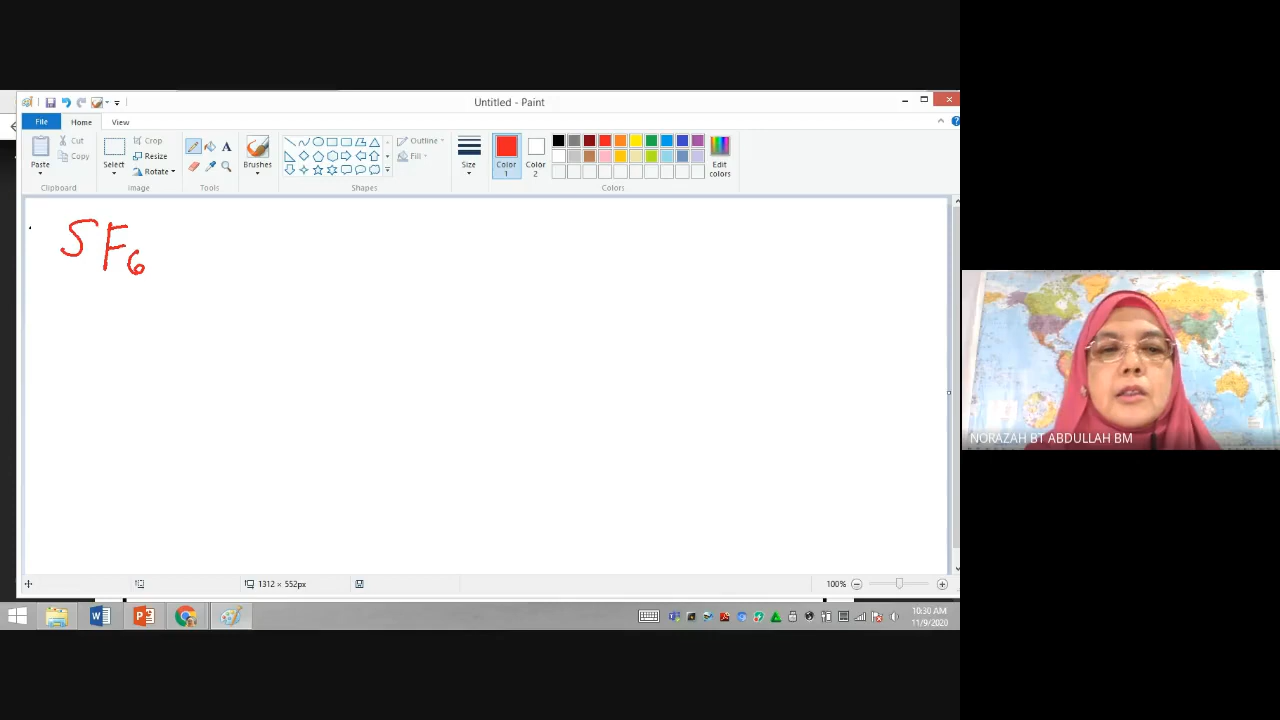 Untitled - Paint
File
Home
View
Paste
Cut
Copy
Clipboard
Select
Crop
Resize
Rotate
Image
A
Tools
Brushes
Shapes
Outline
Fill
Size
Color 1
Color 2
Edit colors
Colors
SF6
NORAZAH BT ABDULLAH BM
1312 × 552px
100%
10:30 AM
11/9/2020